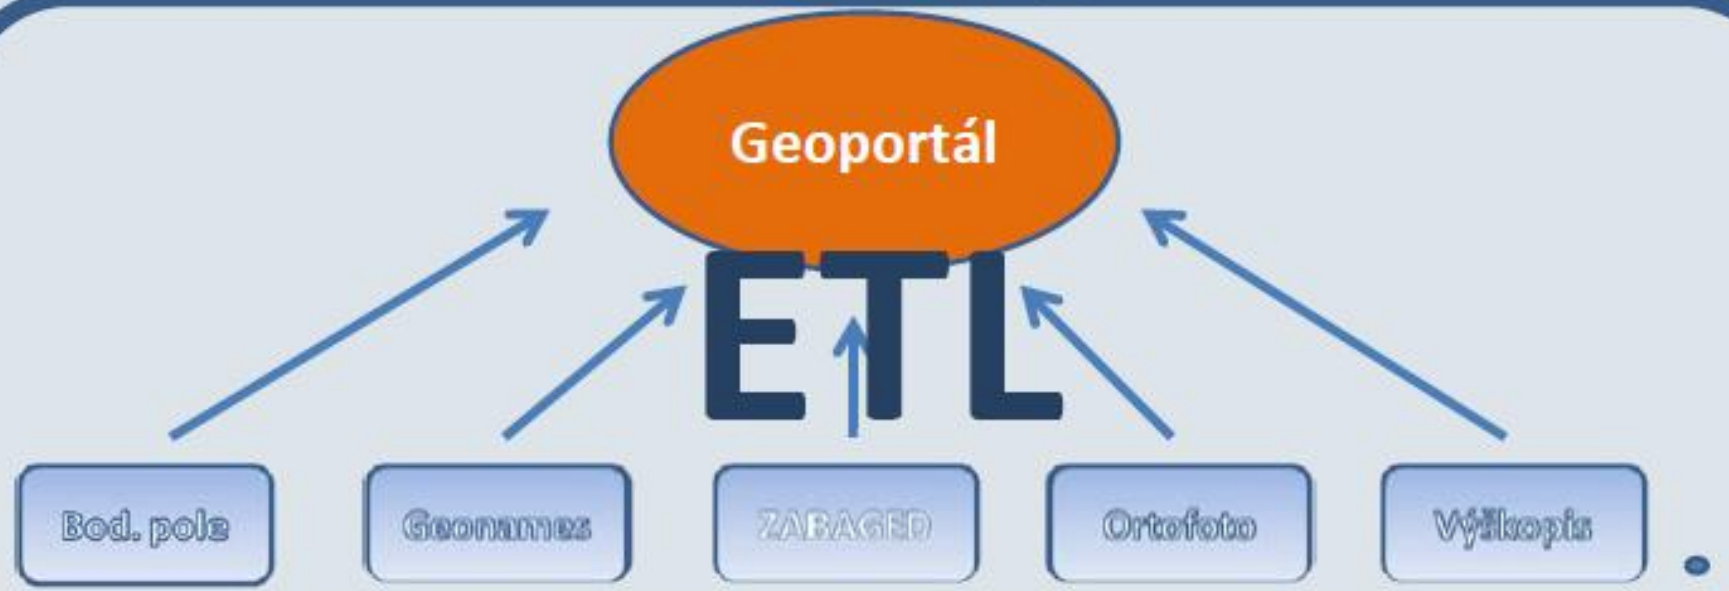 Geoportál
ETL
Bod. pole
Geonames
ZABAGED
Ortofoto
Výškopis